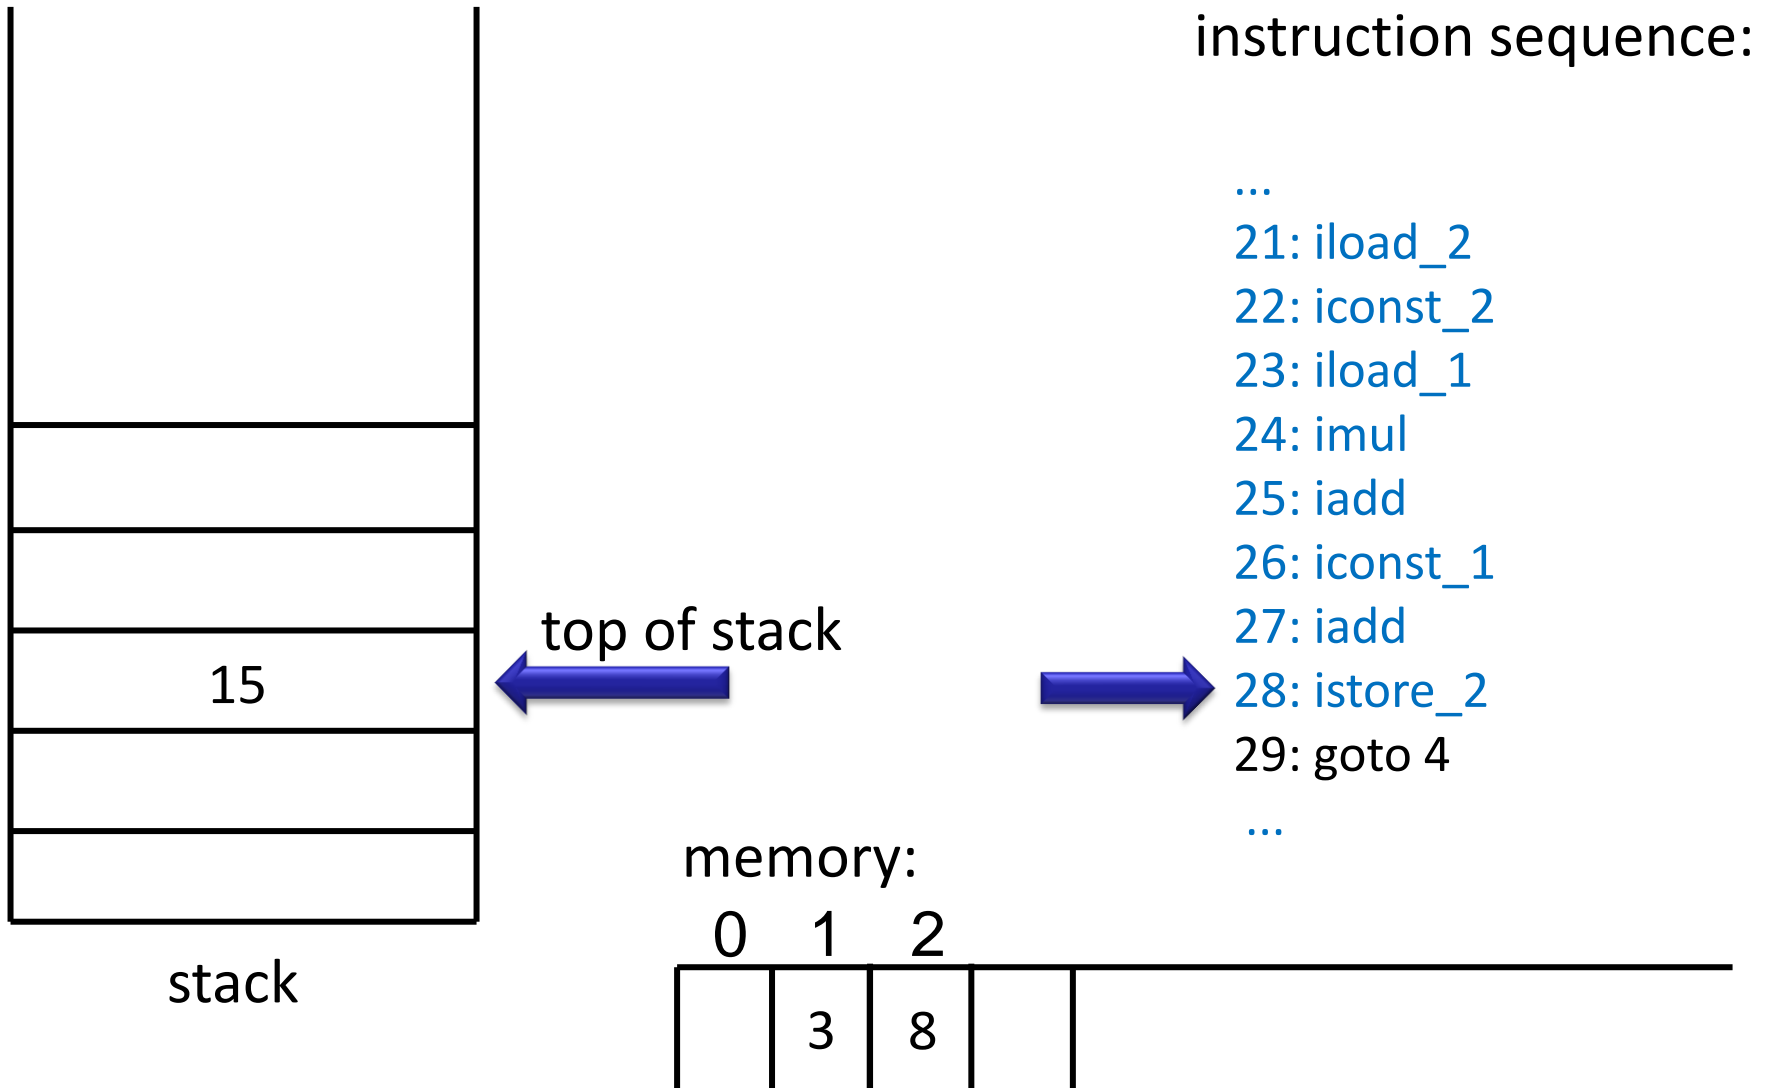 instruction sequence:
...
21: iload_2
22: iconst_2
23: iload_1
24: imul
25: iadd
26: iconst_1
27: iadd
28: istore_2
29: goto 4
...
top of stack
15
stack
memory:
0 1 2
3 8